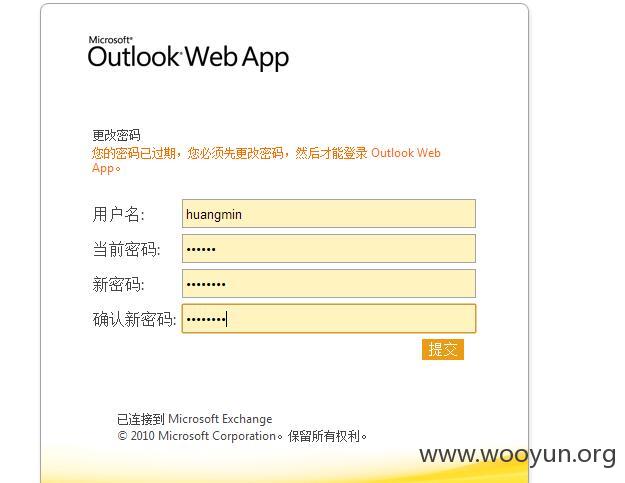 Microsoft®
Outlook® Web App
更改密码
您的密码已过期，您必须先更改密码，然后才能登录 Outlook Web
App。
用户名: huangmin
当前密码: ••••••
新密码: ••••••••
确认新密码: ••••••••
提交
已连接到 Microsoft Exchange
© 2010 Microsoft Corporation。保留所有权利。
www.wooyun.org